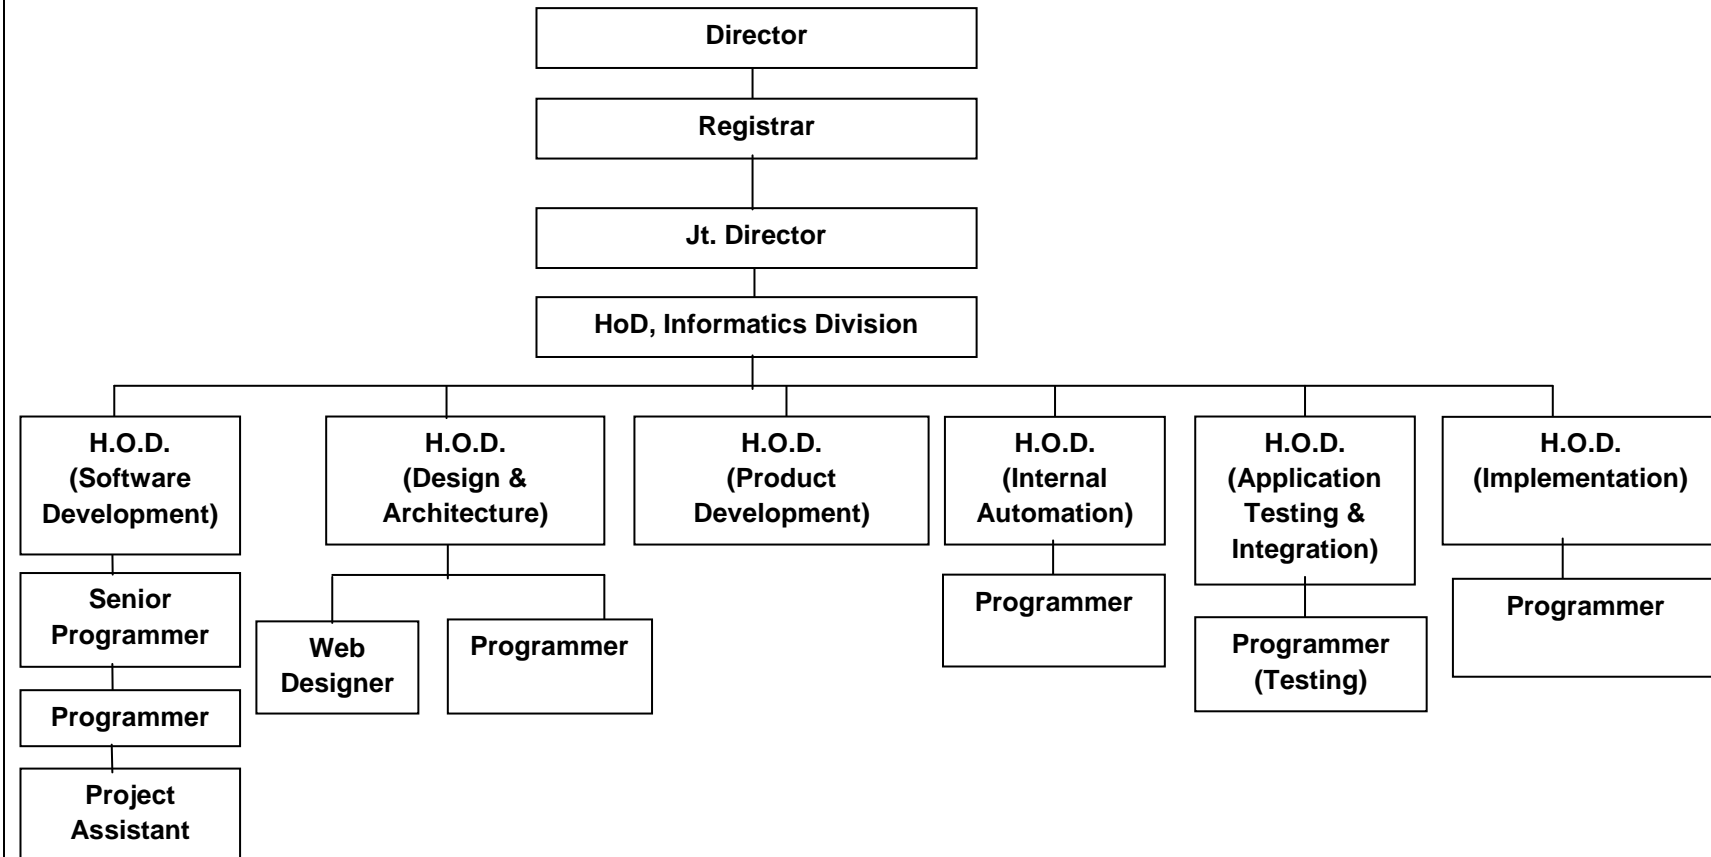 Director
Registrar
Jt. Director
HoD, Informatics Division
H.O.D.
(Software
Development)
H.O.D.
(Design &
Architecture)
H.O.D.
(Product
Development)
H.O.D.
(Internal
Automation)
H.O.D.
(Application
Testing &
Integration)
H.O.D.
(Implementation)
Senior
Programmer
Programmer
Project
Assistant
Web
Designer
Programmer
Programmer
Programmer
(Testing)
Programmer